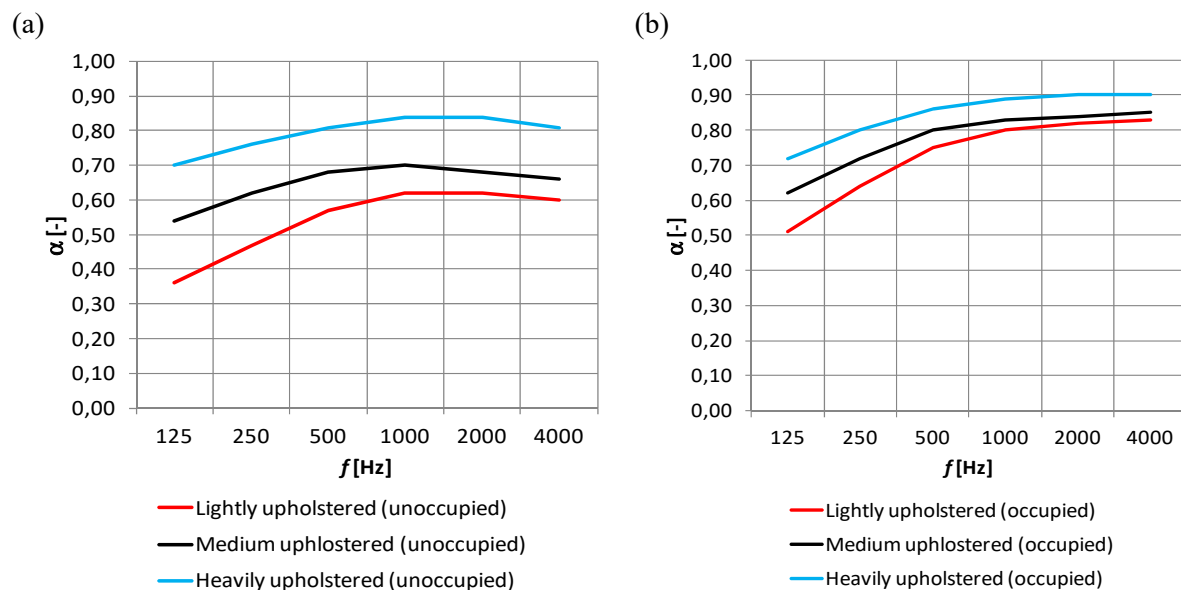 (a)
1,00
0,90
0,80
0,70
0,60
0,50
0,40
0,30
0,20
0,10
0,00
α [-]
125 250 500 1000 2000 4000
f [Hz]
Lightly upholstered (unoccupied)
Medium uphlostered (unoccupied)
Heavily upholstered (unoccupied)
(b)
1,00
0,90
0,80
0,70
0,60
0,50
0,40
0,30
0,20
0,10
0,00
α [-]
125 250 500 1000 2000 4000
f [Hz]
Lightly upholstered (occupied)
Medium uphlostered (occupied)
Heavily upholstered (occupied)